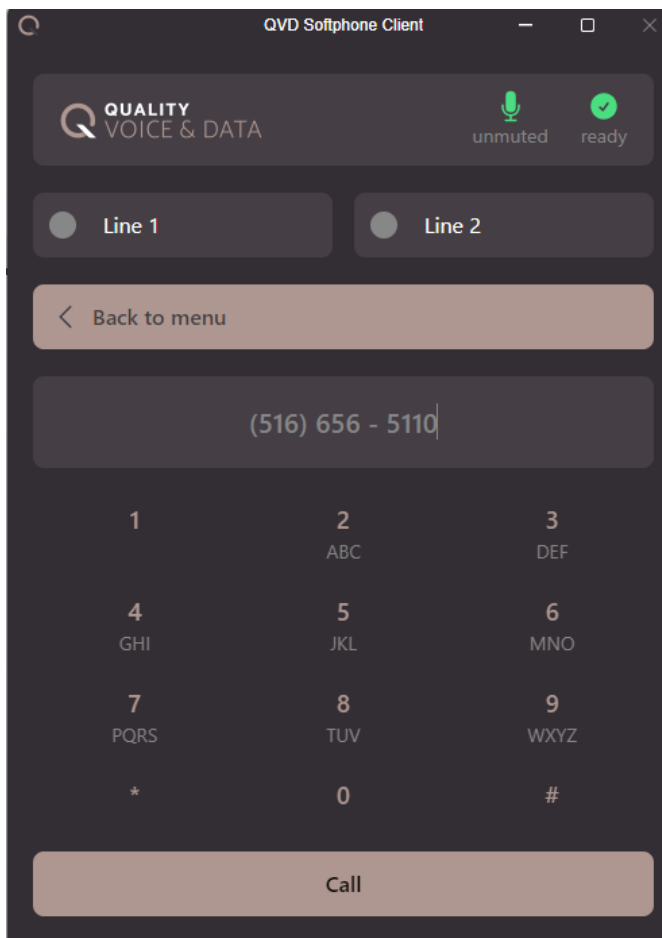 QVD Softphone Client
QUALITY
VOICE & DATA
unmuted
ready
Line 1
Line 2
Back to menu
(516) 656 - 5110
1
2
3
ABC
DEF
4
5
6
GHI
JKL
MNO
7
8
9
PQRS
TUV
WXYZ
*
0
#
Call